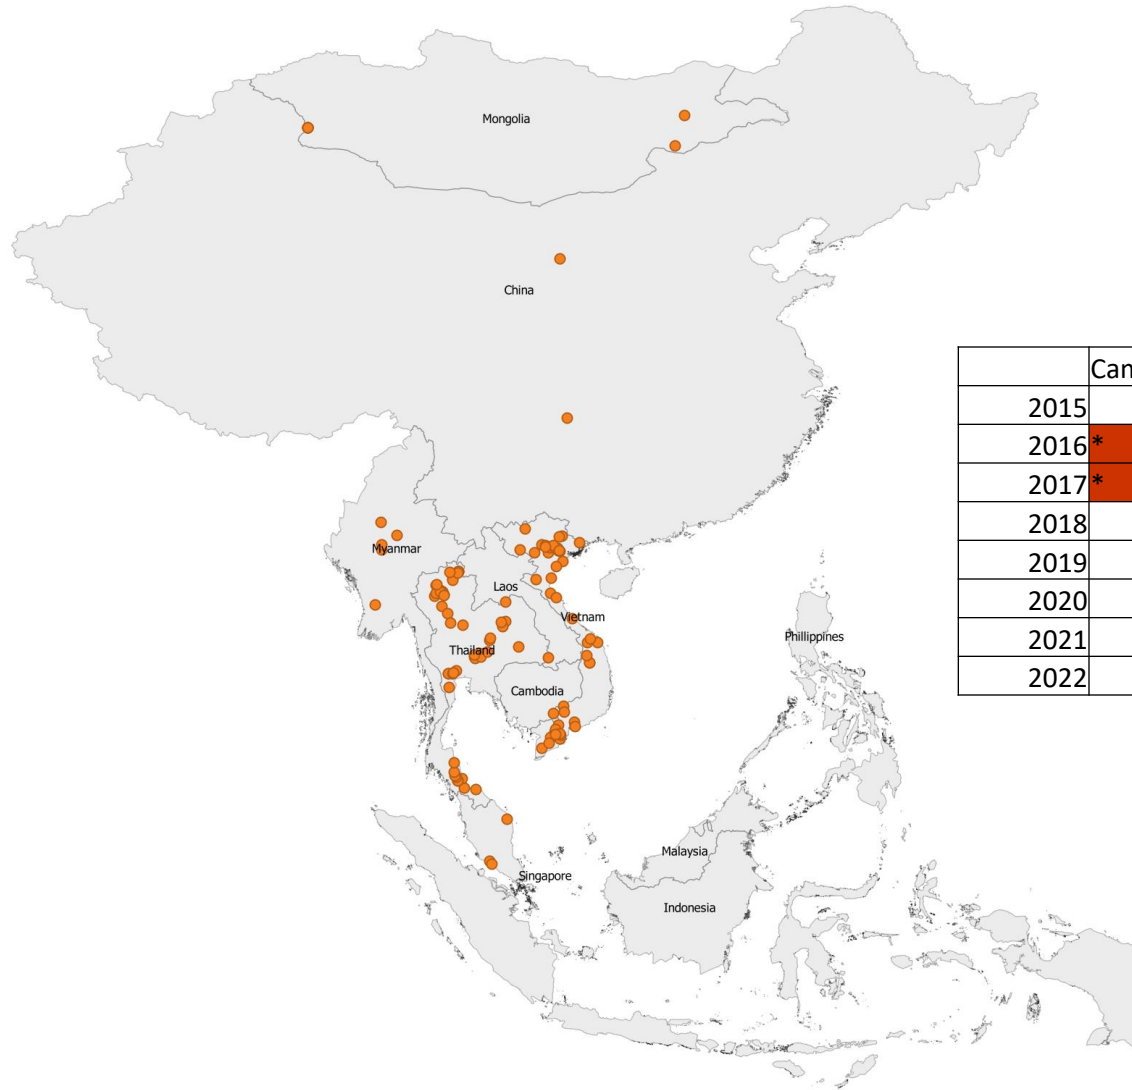 Mongolia
China
Can
2015
2016 *
2017 *
2018
2019
2020
2021
2022
Myanmar
Laos
Vietnam
Phillippines
Thailand
Cambodia
Malaysia
Singapore
Indonesia